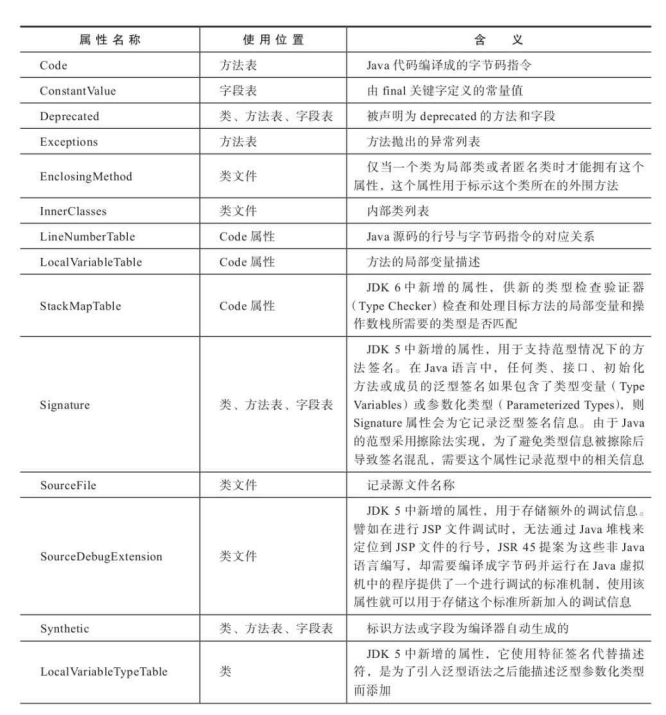 属性名称 使用位置 含 义
Code 方法表 Java 代码编译成的字节码指令
ConstantValue 字段表 由 final 关键字定义的常量值
Deprecated 类、方法表、字段表 被声明为 deprecated 的方法和字段
Exceptions 方法表 方法抛出的异常列表
EnclosingMethod 类文件 仅当一个类为局部类或者匿名类时才能拥有这个
属性，这个属性用于标示这个类所在的外围方法
InnerClasses 类文件 内部类列表
LineNumberTable Code 属性 Java 源码的行号与字节码指令的对应关系
LocalVariableTable Code 属性 方法的局部变量描述
StackMapTable Code 属性 JDK 6 中新增的属性，供新的类型检查验证器
（Type Checker）检查和处理目标方法的局部变量和操
作数栈所需要的类型是否匹配
Signature 类、方法表、字段表 JDK 5 中新增的属性，用于支持范型情况下的方
法签名。在 Java 语言中，任何类、接口、初始化
方法或成员的泛型签名如果包含了类型变量（Type
Variables）或参数化类型（Parameterized Types），则
Signature 属性会为它记录泛型签名信息。由于 Java
的范型采用擦除法实现，为了避免类型信息被擦除后
导致签名混乱，需要这个属性记录范型中的相关信息
SourceFile 类文件 记录源文件名称
SourceDebugExtension 类文件 JDK 5 中新增的属性，用于存储额外的调试信息。
譬如在进行 JSP 文件调试时，无法通过 Java 堆栈来
定位到 JSP 文件的行号，JSR 45 提案为这些非 Java
语言编写，却需要编译成字节码并运行在 Java 虚拟
机中的程序提供了一个进行调试的标准机制，使用该
属性就可以用于存储这个标准所新加入的调试信息
Synthetic 类、方法表、字段表 标识方法或字段为编译器自动生成的
LocalVariableTypeTable 类 JDK 5 中新增的属性，它使用特征签名代替描述
符，是为了引入泛型语法之后能描述泛型参数化类型
而添加